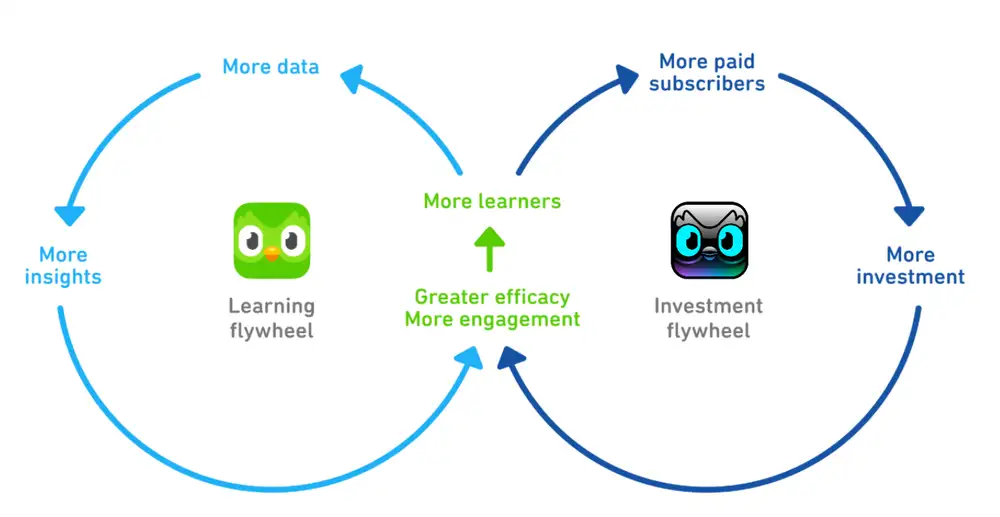 More data
More paid
subscribers
More learners
More
insights
More
investment
Learning
flywheel
Greater efficacy
More engagement
Investment
flywheel